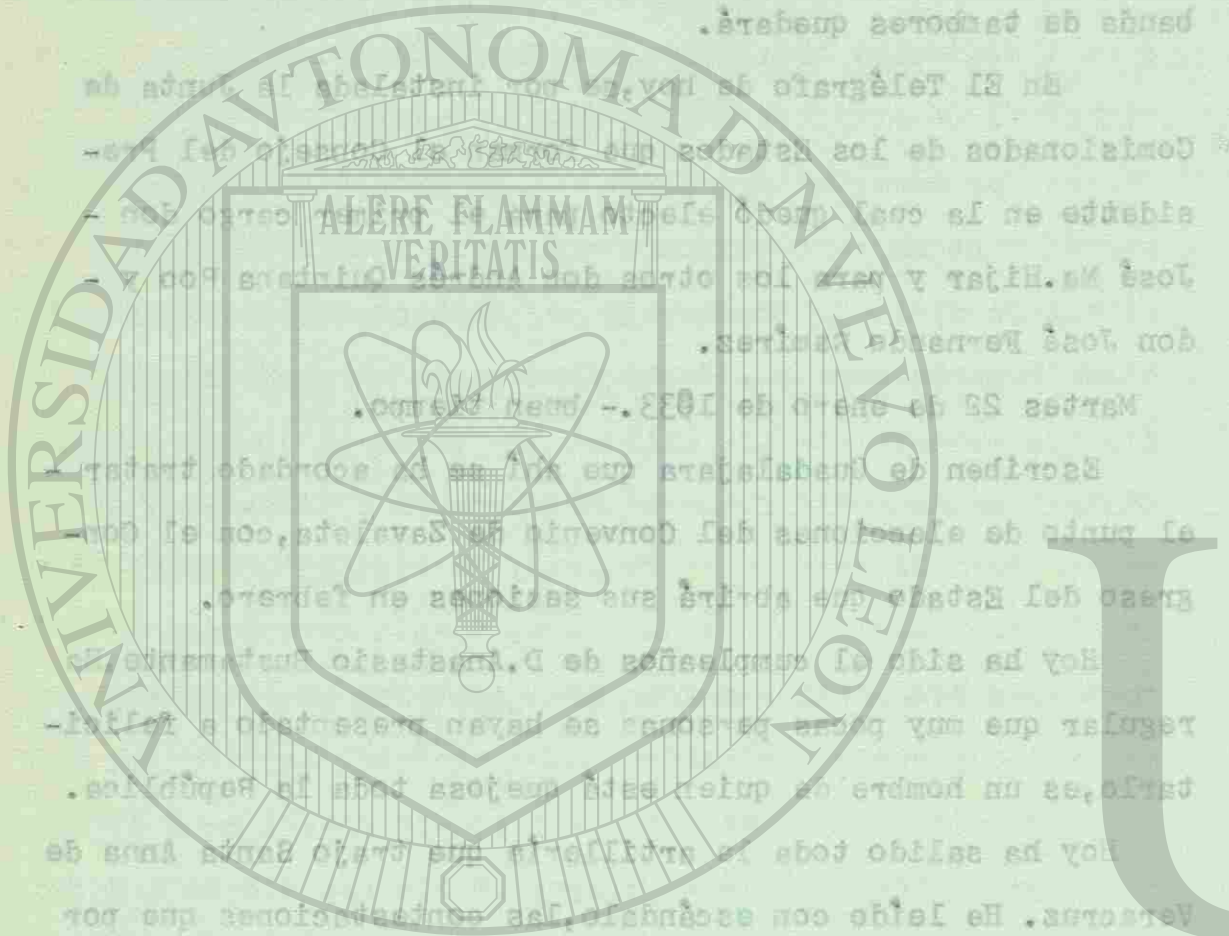 banda de tambores quedará.
En El Telégrafo de hoy, por instalada la Junta de
Comisionados de los Estados que forma el Consejo del Pre-
sidente en la cual quedó electo para el primer cargo don -
José Ma.Hijar y para los otros don Andrés Quintana Roo y -
don José Fernando Ramírez.
Martes 22 de enero de 1833.- buen tiempo.
Escriben de Guadalajara que allí se ha acordado tratar -
el punto de elecciones del Convenio de Zavaleta,con el Con-
greso del Estado que abrirá sus sesiones en febrero.
Hoy ha sido el cumpleaños de D.Anastasio Bustamante.Es
regular que muy pocas personas se hayan presentado a felici-
tarlo,es un hombre de quien está quejosa toda la República.
Hoy ha salido toda la artillería que trajo Santa Anna de
Veracruz. He leído con escándalo,las contestaciones que por
UNIVERSIDAD AVTONOMA D NVEVO LEON
ALERE FLAMMAM
VERITATIS
U